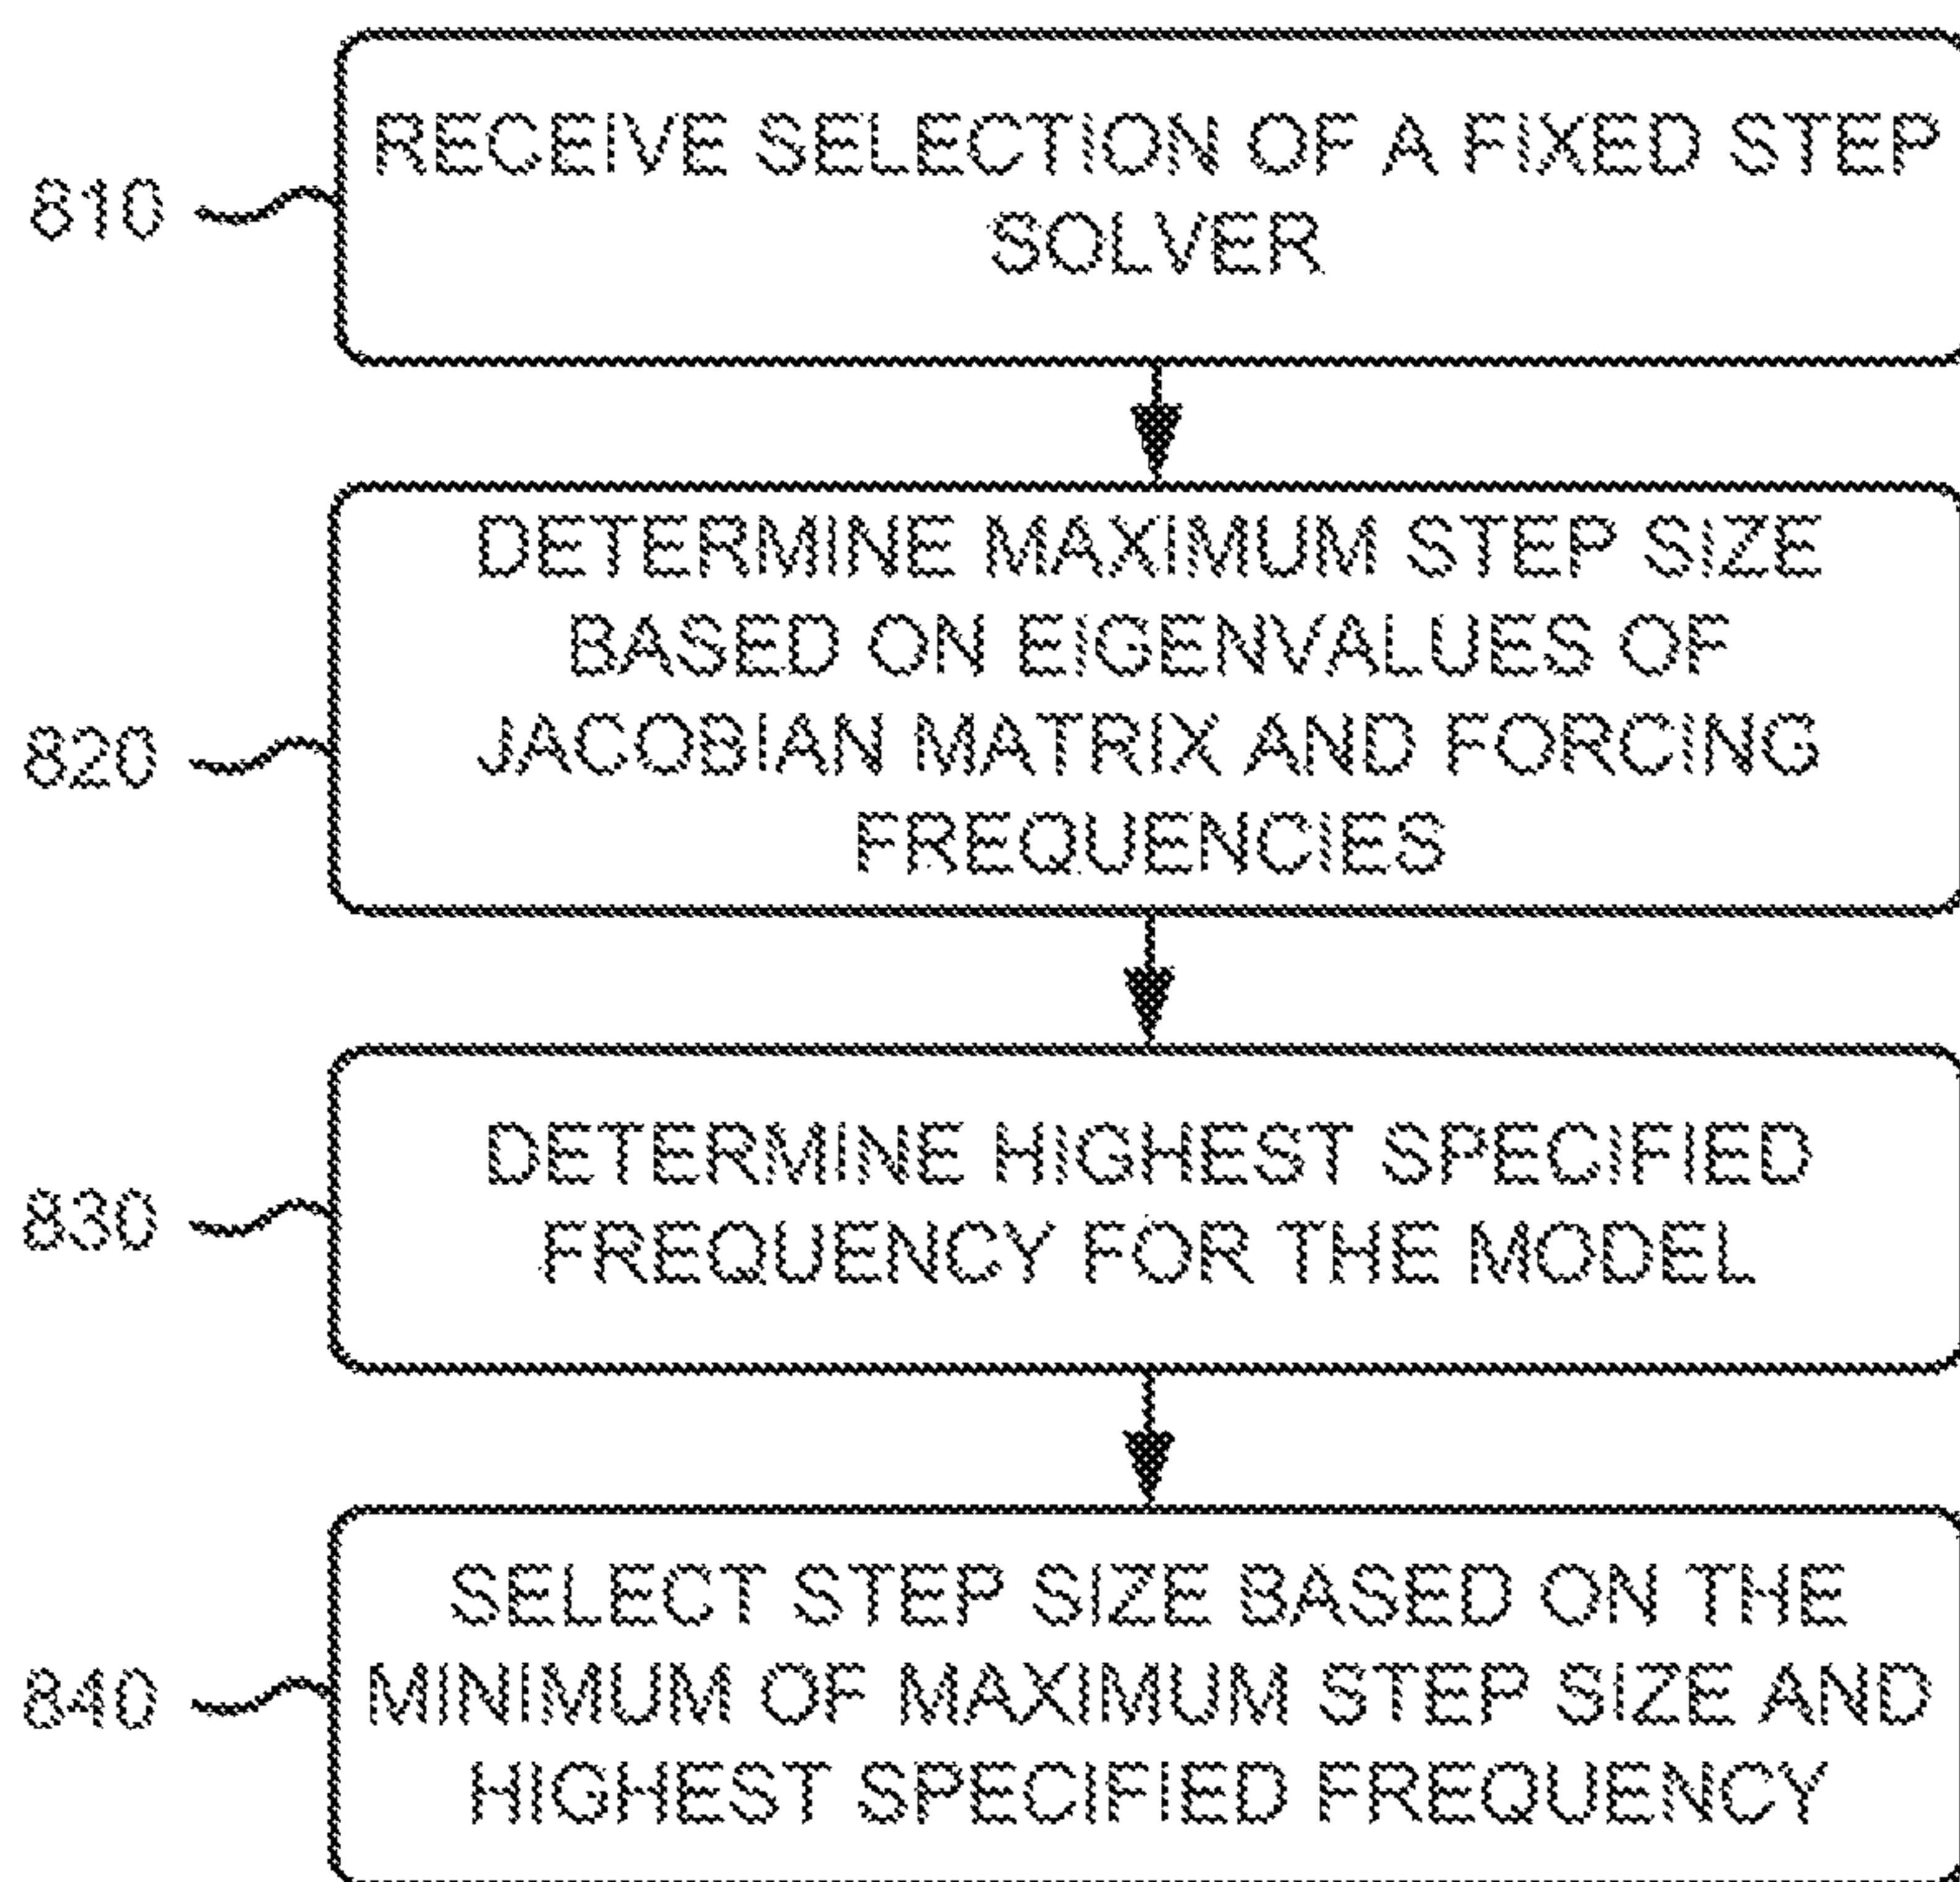 810
RECEIVE SELECTION OF A FIXED STEP
SOLVER
820
DETERMINE MAXIMUM STEP SIZE
BASED ON EIGENVALUES OF
JACOBIAN MATRIX AND FORCING
FREQUENCIES
830
DETERMINE HIGHEST SPECIFIED
FREQUENCY FOR THE MODEL
840
SELECT STEP SIZE BASED ON THE
MINIMUM OF MAXIMUM STEP SIZE AND
HIGHEST SPECIFIED FREQUENCY